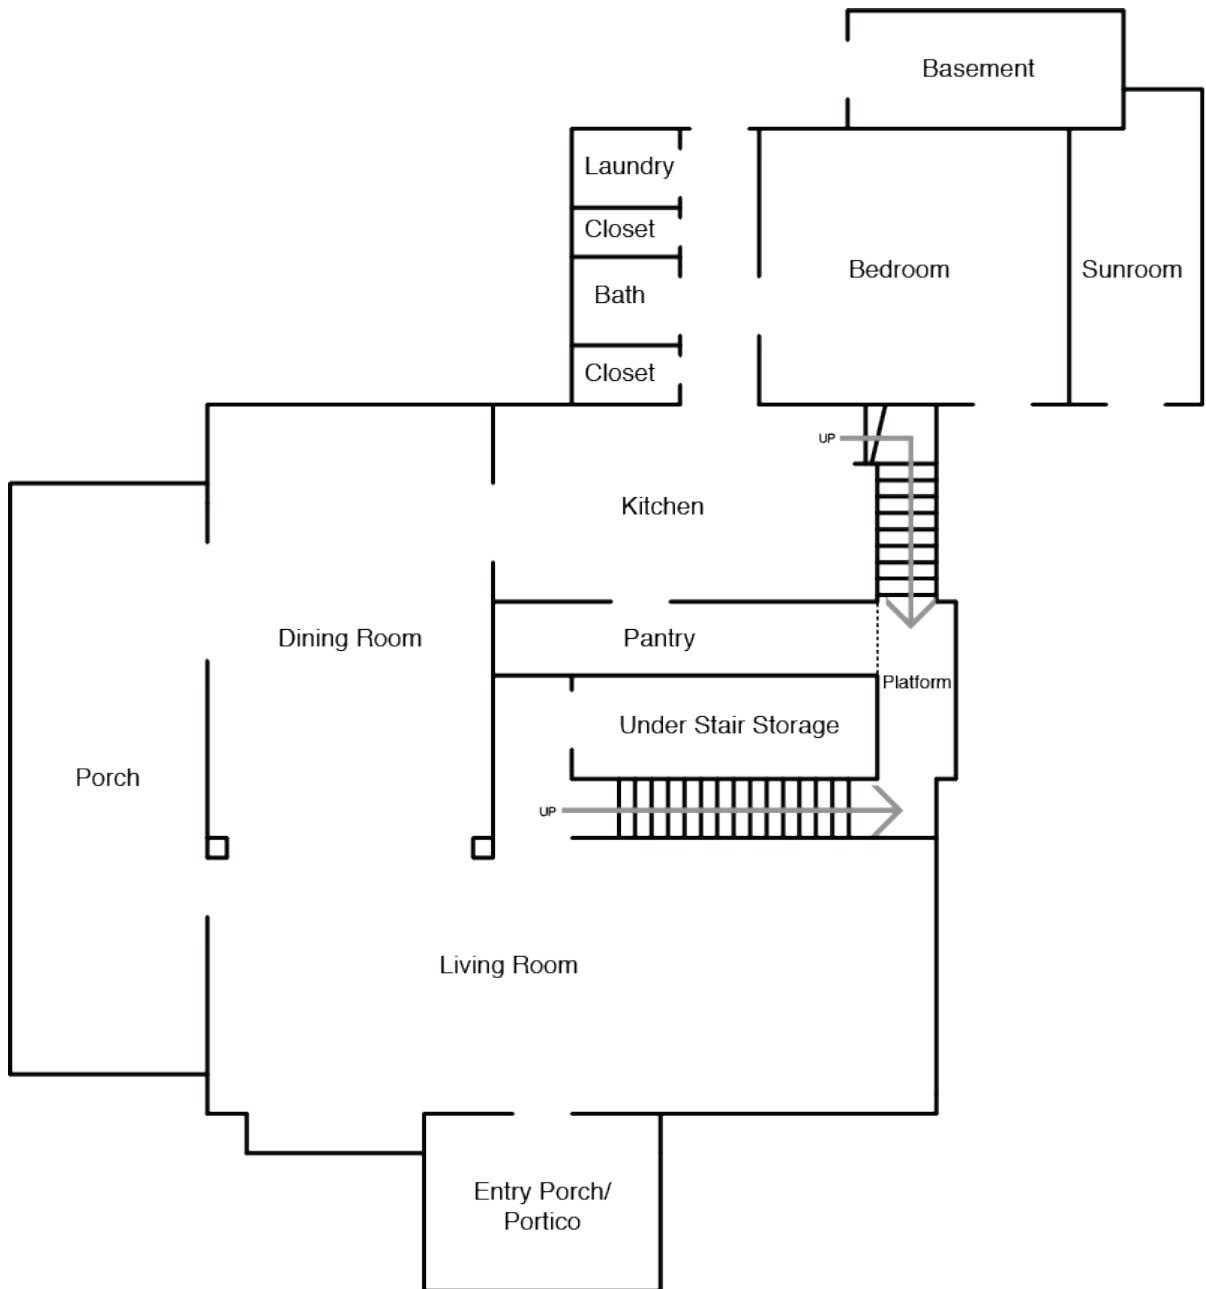 Basement
Laundry
Closet
Bath
Closet
Bedroom
Sunroom
UP
Kitchen
Dining Room
Pantry
Platform
Under Stair Storage
Porch
UP
Living Room
Entry Porch/
Portico